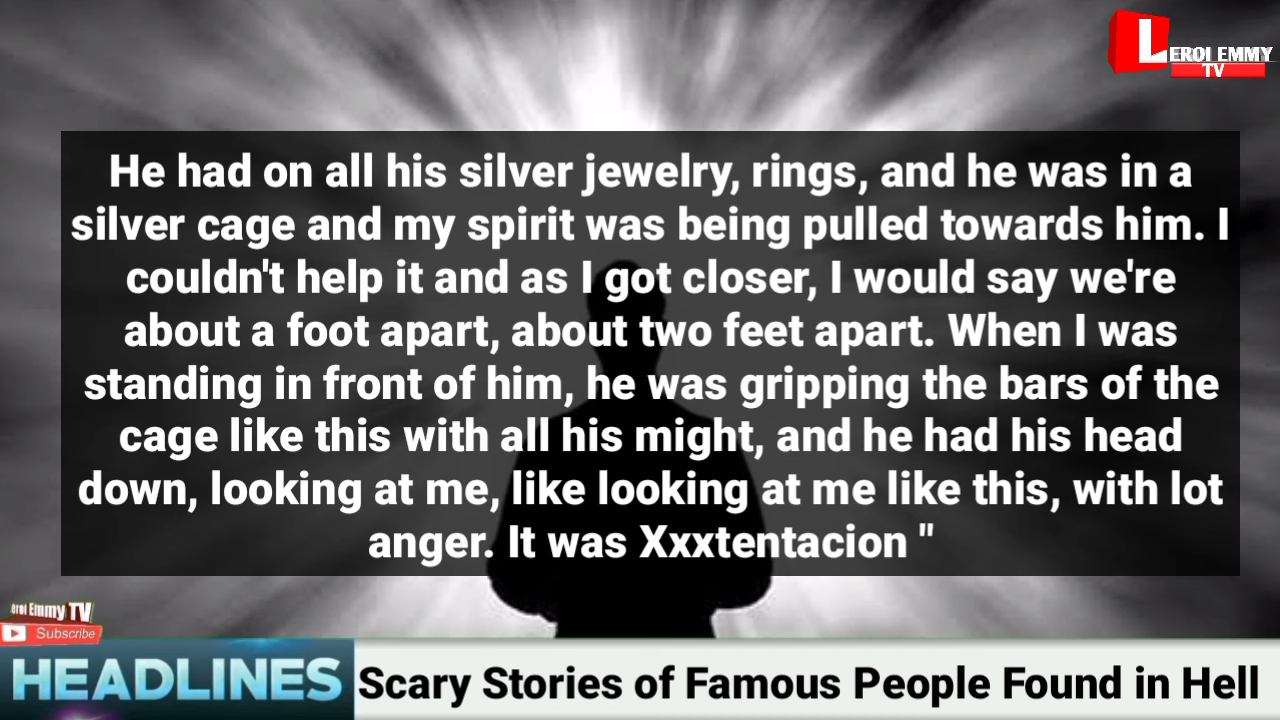 LEROI EMMY
TV
He had on all his silver jewelry, rings, and he was in a
silver cage and my spirit was being pulled towards him. I
couldn't help it and as I got closer, I would say we're
about a foot apart, about two feet apart. When I was
standing in front of him, he was gripping the bars of the
cage like this with all his might, and he had his head
down, looking at me, like looking at me like this, with lot
anger. It was Xxxtentacion "
eroi Emmy TV
Subscribe
HEADLINES
Scary Stories of Famous People Found in Hell